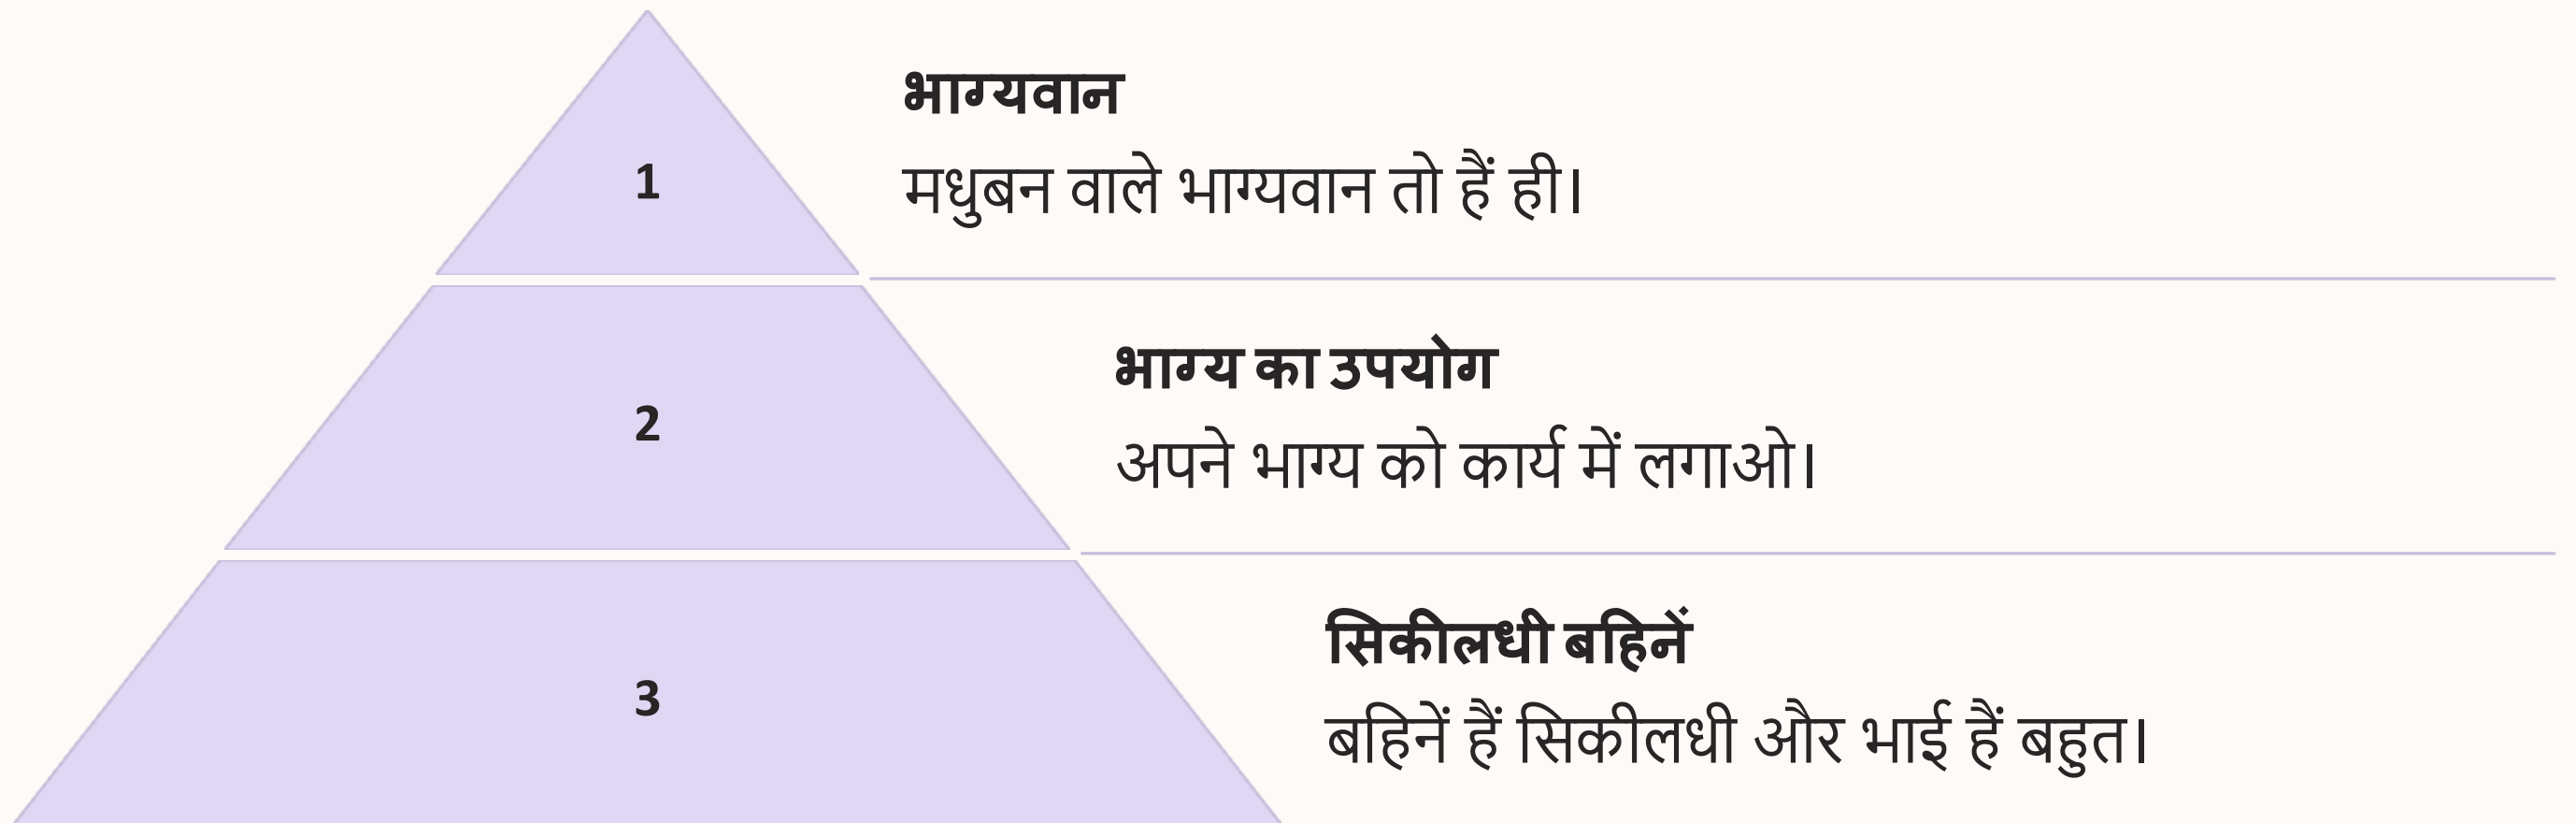 1
भाग्यवान
मधुबन वाले भाग्यवान तो हैं ही।
2
भाग्य का उपयोग
अपने भाग्य को कार्य में लगाओ।
3
सिकीलधी बहिनें
बहिनें हैं सिकीलधी और भाई हैं बहुत।